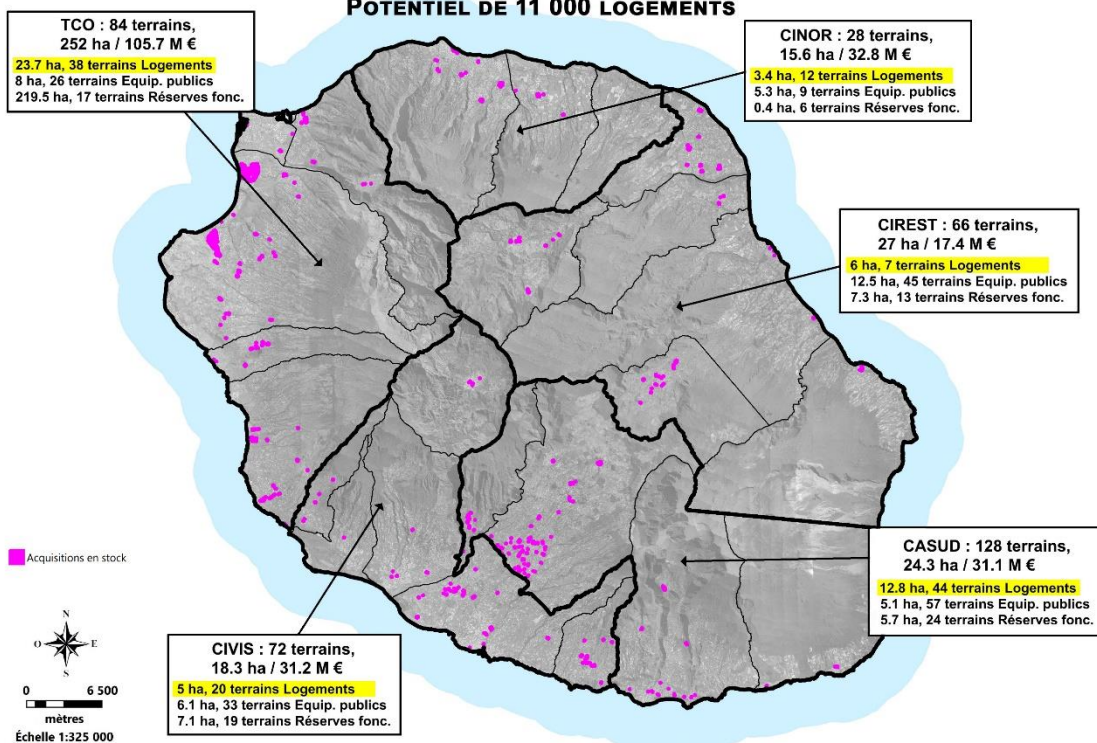 POTENTIEL DE 11 000 LOGEMENTS
TCO : 84 terrains,
252 ha / 105.7 M €
23.7 ha, 38 terrains Logements
8 ha, 26 terrains Equip. publics
219.5 ha, 17 terrains Réserves fonc.
CINOR : 28 terrains,
15.6 ha / 32.8 M €
3.4 ha, 12 terrains Logements
5.3 ha, 9 terrains Equip. publics
0.4 ha, 6 terrains Réserves fonc.
CIREST : 66 terrains,
27 ha / 17.4 M €
6 ha, 7 terrains Logements
12.5 ha, 45 terrains Equip. publics
7.3 ha, 13 terrains Réserves fonc.
CASUD : 128 terrains,
24.3 ha / 31.1 M €
12.8 ha, 44 terrains Logements
5.1 ha, 57 terrains Equip. publics
5.7 ha, 24 terrains Réserves fonc.
CIVIS : 72 terrains,
18.3 ha / 31.2 M €
5 ha, 20 terrains Logements
6.1 ha, 33 terrains Equip. publics
7.1 ha, 19 terrains Réserves fonc.
Acquisitions en stock
N
O E
S
0 6 500
mètres
Échelle 1:325 000